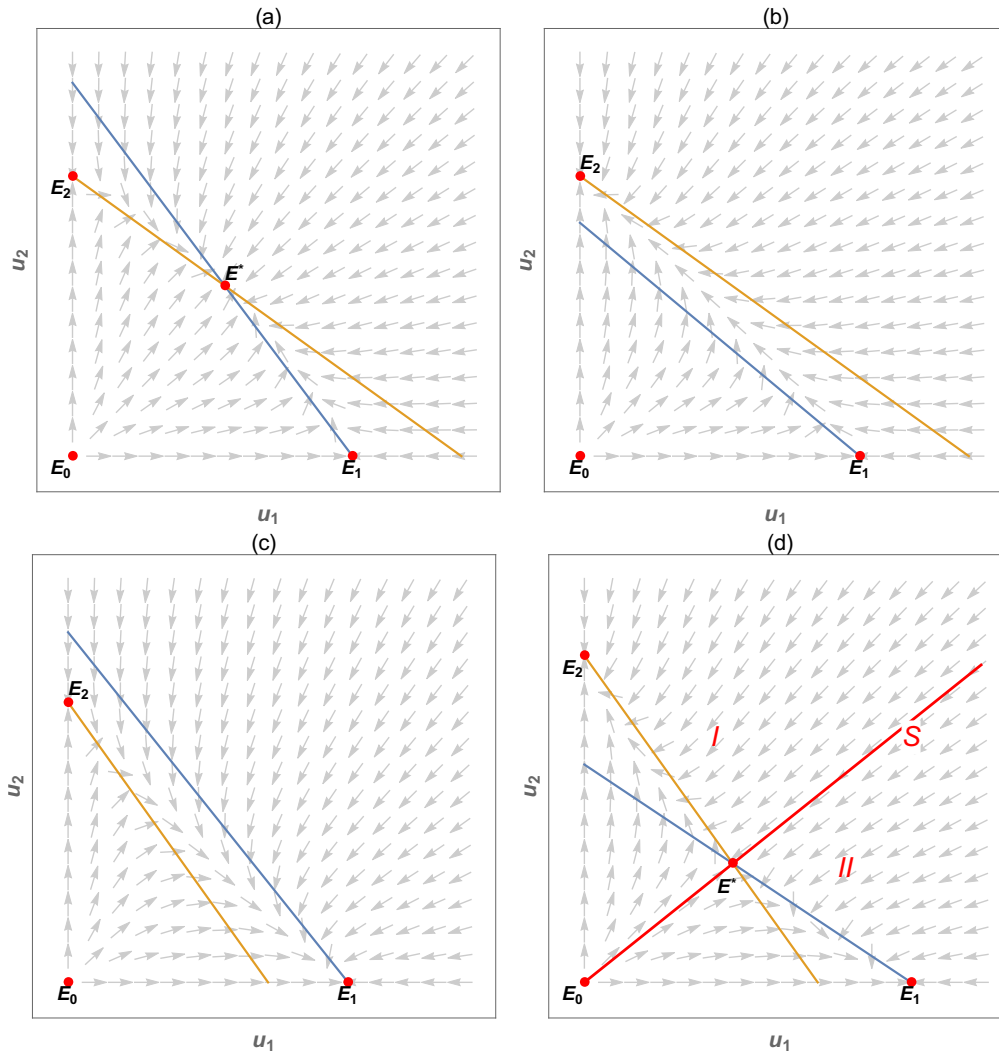 (a)
E₂
E*
E₀
E₁
u₂
u₁
(b)
E₂
E₀
E₁
u₂
u₁
(c)
E₂
E₀
E₁
u₂
u₁
(d)
E₂
I
S
II
E*
E₀
E₁
u₂
u₁